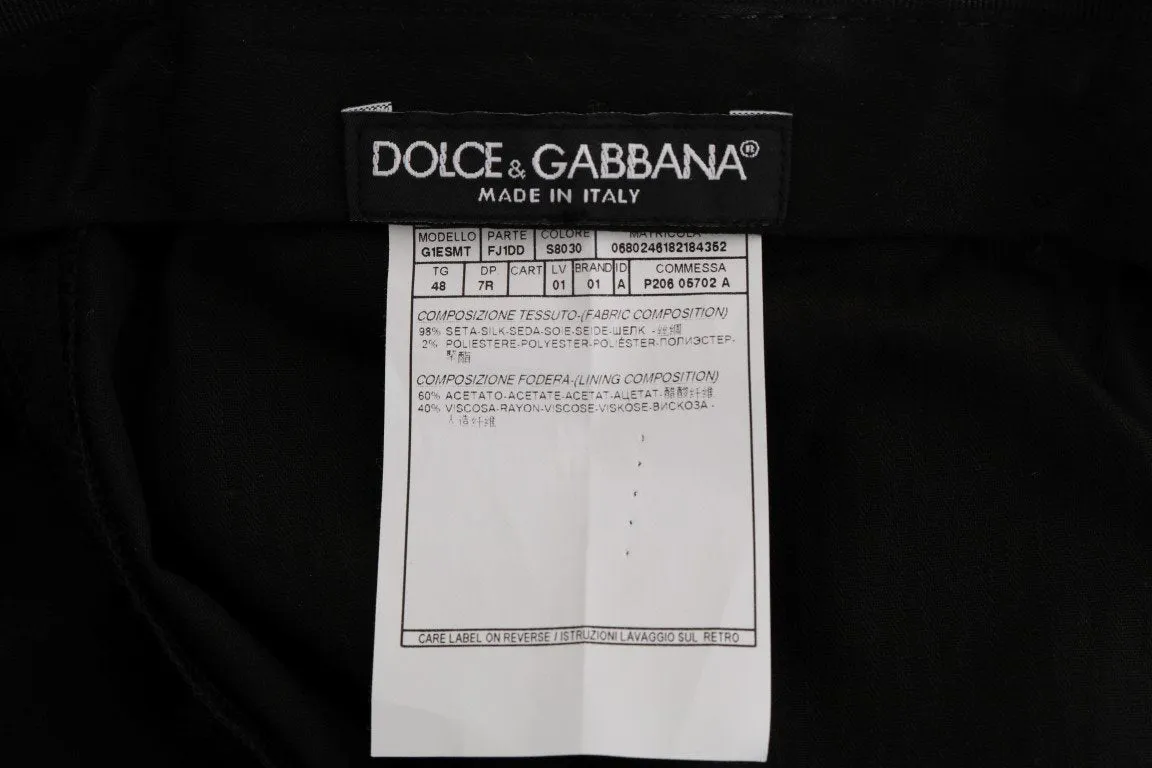 DOLCE & GABBANA®
MADE IN ITALY
MODELLO PARTE COLORE MATRICOLA
G1ESMT FJ1DD S8030 0680246182184352
TG DP CART LV BRAND ID COMMESSA
48 7R 01 01 A P206 05702 A
COMPOSIZIONE TESSUTO-(FABRIC COMPOSITION)
98% SETA-SILK-SEDA-SOIE-SEIDE-ШЕЛК -丝绸
2% POLIESTERE-POLYESTER-POLIÉSTER-ПОЛИЭСТЕР-
聚酯
COMPOSIZIONE FODERA-(LINING COMPOSITION)
60% ACETATO-ACETATE-ACETAT-АЦЕТАТ-醋酸纤维
40% VISCOSA-RAYON-VISCOSE-VISKOSE-ВИСКОЗА -
人造纤维
CARE LABEL ON REVERSE / ISTRUZIONI LAVAGGIO SUL RETRO